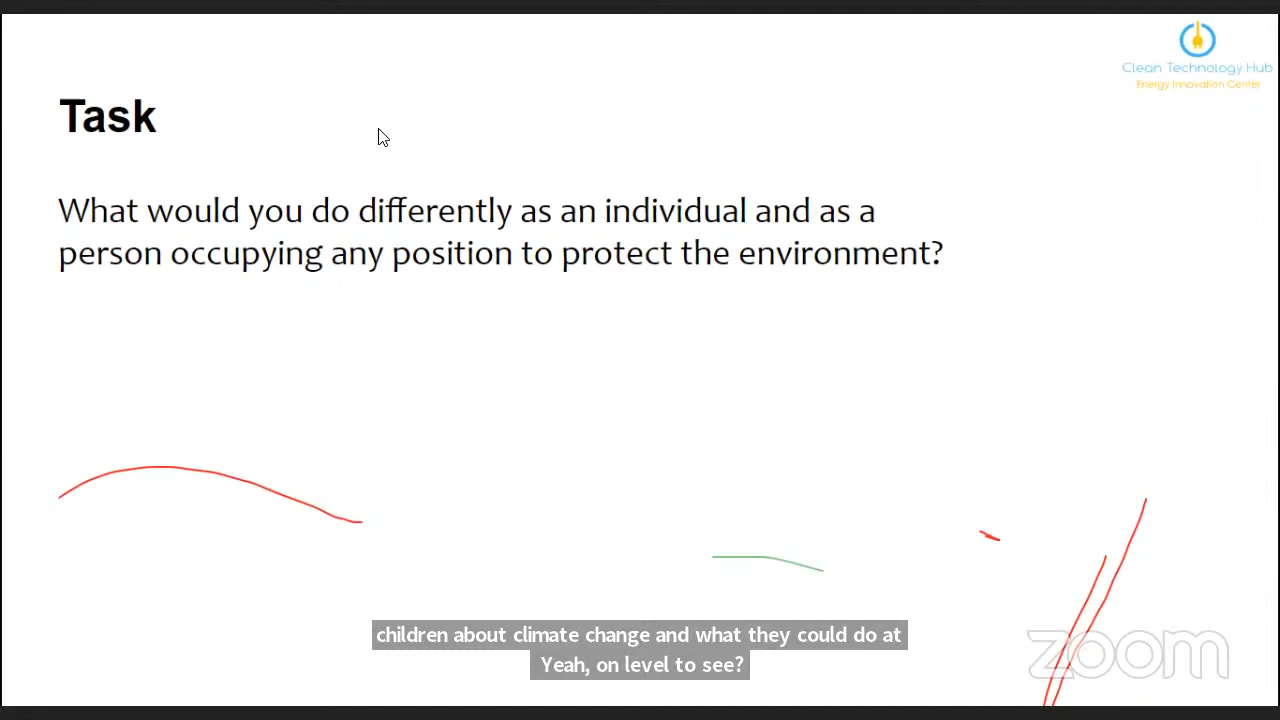 Clean Technology Hub
Energy Innovation Center
Task
What would you do differently as an individual and as a
person occupying any position to protect the environment?
children about climate change and what they could do at
Yeah, on level to see?
zoom